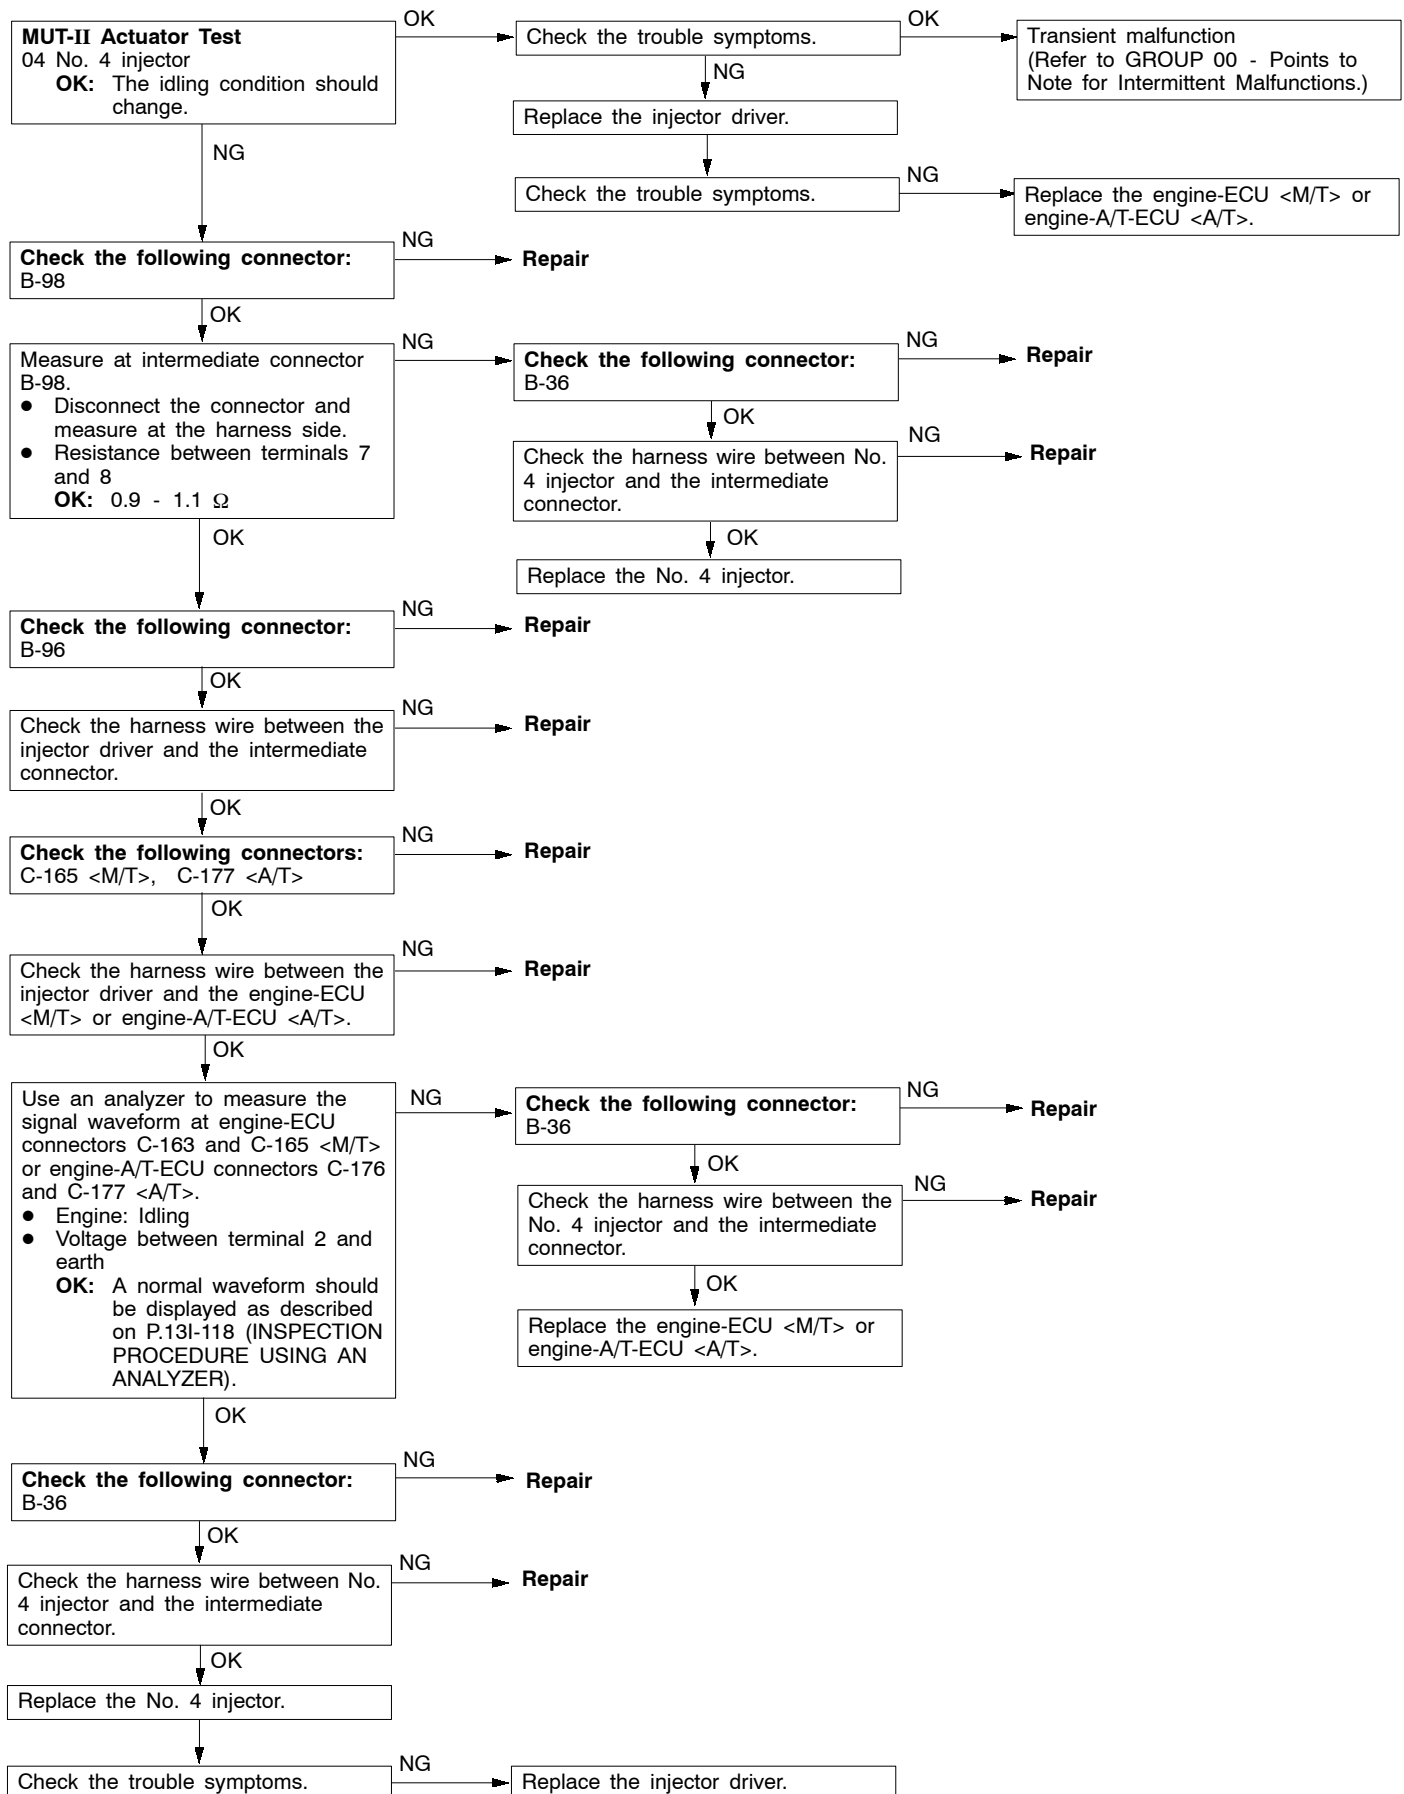 MUT-II Actuator Test
04 No. 4 injector
OK: The idling condition should
change.
OK
Check the trouble symptoms.
OK
Transient malfunction
(Refer to GROUP 00 - Points to
Note for Intermittent Malfunctions.)
NG
Replace the injector driver.
Check the trouble symptoms.
NG
Replace the engine-ECU <M/T> or
engine-A/T-ECU <A/T>.
NG
Check the following connector:
B-98
NG
Repair
OK
Measure at intermediate connector
B-98.
● Disconnect the connector and
measure at the harness side.
● Resistance between terminals 7
and 8
OK: 0.9 - 1.1 Ω
NG
Check the following connector:
B-36
NG
Repair
OK
Check the harness wire between No.
4 injector and the intermediate
connector.
NG
Repair
OK
Replace the No. 4 injector.
OK
Check the following connector:
B-96
NG
Repair
OK
Check the harness wire between the
injector driver and the intermediate
connector.
NG
Repair
OK
Check the following connectors:
C-165 <M/T>, C-177 <A/T>
NG
Repair
OK
Check the harness wire between the
injector driver and the engine-ECU
<M/T> or engine-A/T-ECU <A/T>.
NG
Repair
OK
Use an analyzer to measure the
signal waveform at engine-ECU
connectors C-163 and C-165 <M/T>
or engine-A/T-ECU connectors C-176
and C-177 <A/T>.
● Engine: Idling
● Voltage between terminal 2 and
earth
OK: A normal waveform should
be displayed as described
on P.13I-118 (INSPECTION
PROCEDURE USING AN
ANALYZER).
NG
Check the following connector:
B-36
NG
Repair
OK
Check the harness wire between the
No. 4 injector and the intermediate
connector.
NG
Repair
OK
Replace the engine-ECU <M/T> or
engine-A/T-ECU <A/T>.
OK
Check the following connector:
B-36
NG
Repair
OK
Check the harness wire between No.
4 injector and the intermediate
connector.
NG
Repair
OK
Replace the No. 4 injector.
Check the trouble symptoms.
NG
Replace the injector driver.